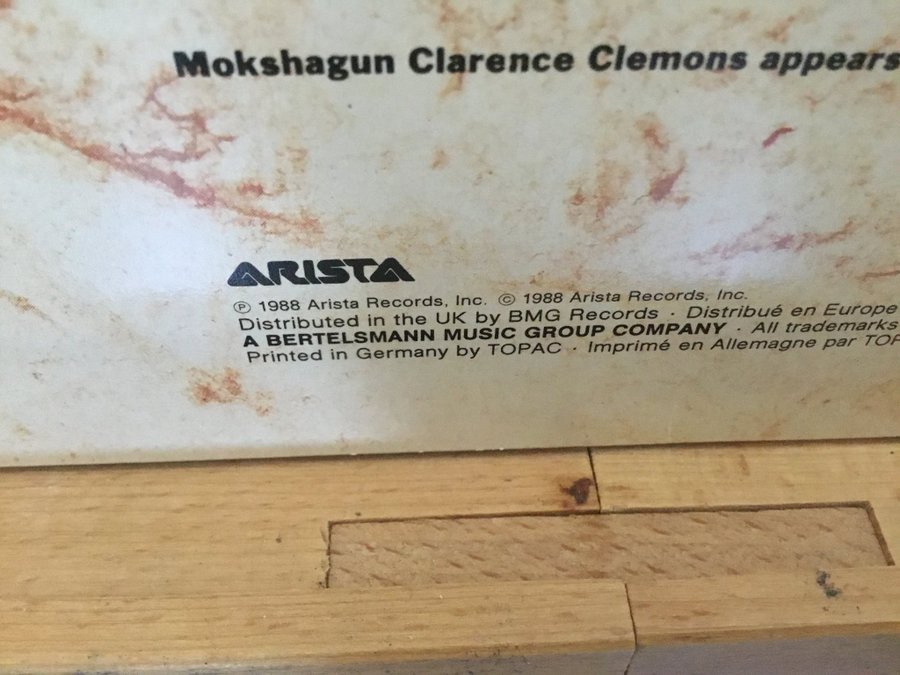 Mokshagun Clarence Clemons appears
ARISTA
Ⓟ 1988 Arista Records, Inc. © 1988 Arista Records, Inc.
Distributed in the UK by BMG Records · Distribué en Europe
A BERTELSMANN MUSIC GROUP COMPANY · All trademarks
Printed in Germany by TOPAC · Imprimé en Allemagne par